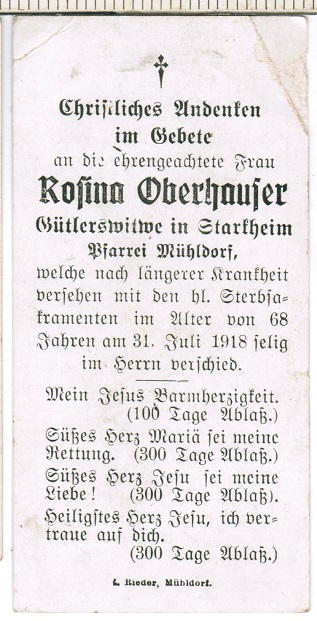 Christliches Andenken
im Gebete
an die ehrengeachtete Frau
Rosina Oberhauser
Gütlerswitwe in Starkheim
Pfarrei Mühldorf,
welche nach längerer Krankheit
versehen mit den hl. Sterbsa-
kramenten im Alter von 68
Jahren am 31. Juli 1918 selig
im Herrn verschied.
Mein Jesus Barmherzigkeit.
(100 Tage Ablaß.)
Süßes Herz Mariä sei meine
Rettung. (300 Tage Ablaß.)
Süßes Herz Jesu sei meine
Liebe! (300 Tage Ablaß).
Heiligstes Herz Jesu, ich ver-
traue auf dich.
(300 Tage Ablaß.)
L. Rieder, Mühldorf.